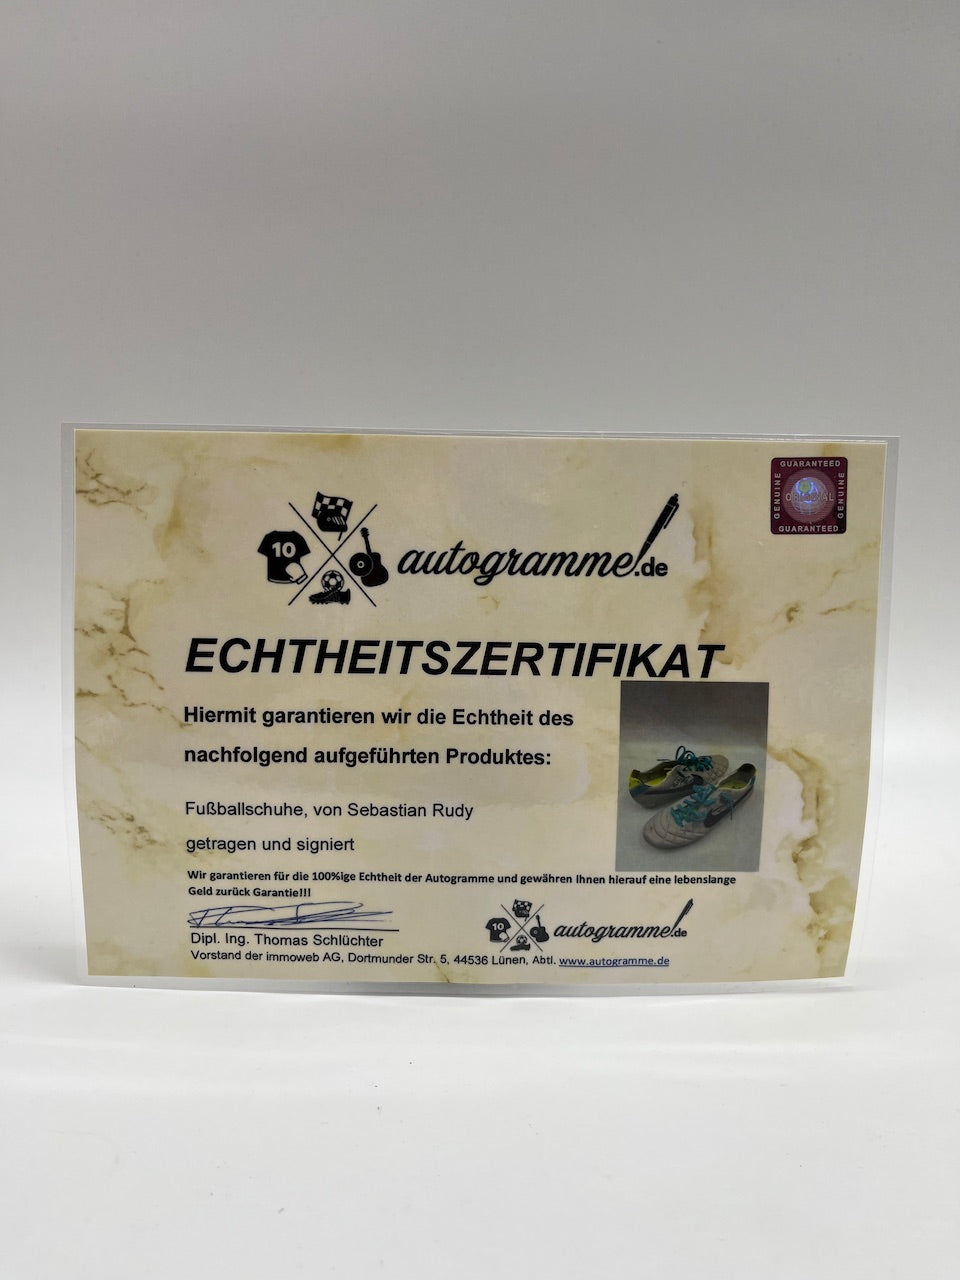 GUARANTEED
GENUINE
ORIGINAL
GENUINE
GUARANTEED
10
autogramme.de
ECHTHEITSZERTIFIKAT
Hiermit garantieren wir die Echtheit des
nachfolgend aufgeführten Produktes:
Fußballschuhe, von Sebastian Rudy
getragen und signiert
Wir garantieren für die 100%ige Echtheit der Autogramme und gewähren Ihnen hierauf eine lebenslange
Geld zurück Garantie!!!
Dipl. Ing. Thomas Schlüchter
Vorstand der immoweb AG, Dortmunder Str. 5, 44536 Lünen, Abtl. www.autogramme.de
10
autogramme.de